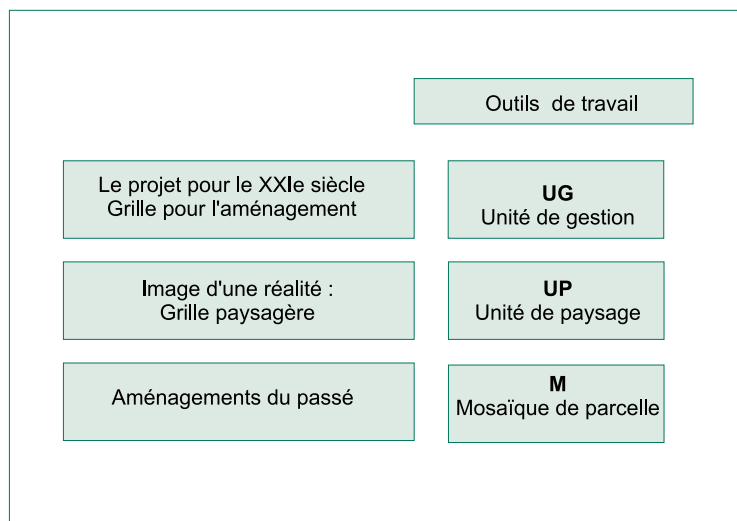 Outils de travail
Le projet pour le XXIe siècle
Grille pour l'aménagement
UG
Unité de gestion
Image d'une réalité :
Grille paysagère
UP
Unité de paysage
Aménagements du passé
M
Mosaïque de parcelle